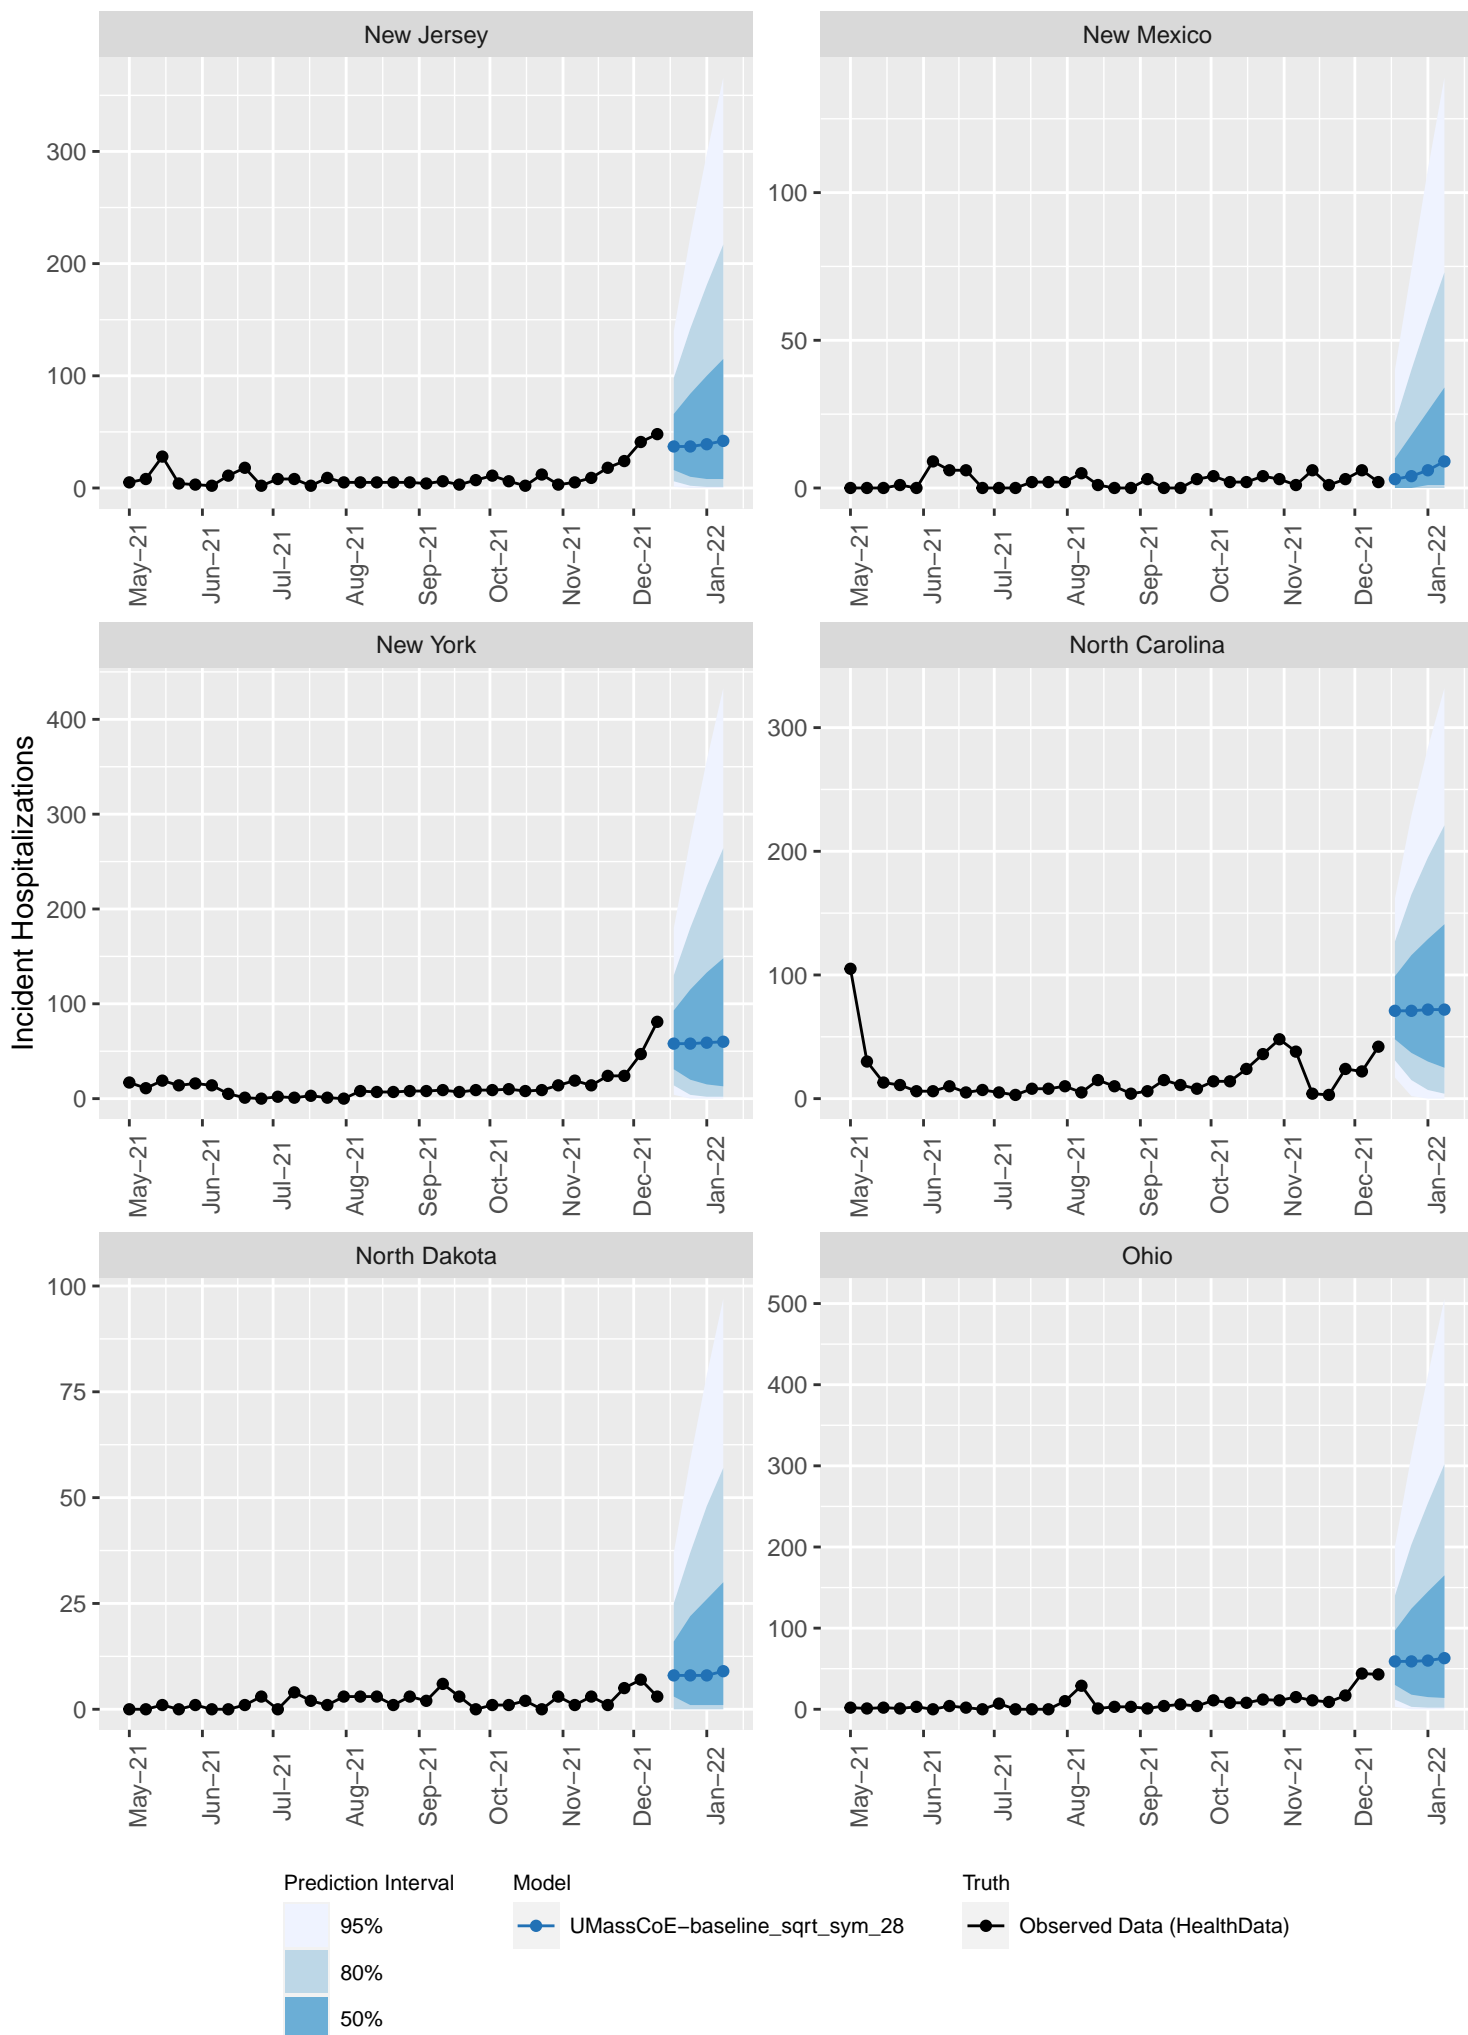 New Jersey
New Mexico
300
200
100
0
100
50
0
May−21 Jun−21 Jul−21 Aug−21 Sep−21 Oct−21 Nov−21 Dec−21 Jan−22
May−21 Jun−21 Jul−21 Aug−21 Sep−21 Oct−21 Nov−21 Dec−21 Jan−22
New York
North Carolina
Incident Hospitalizations
400
300
200
100
0
300
200
100
0
May−21 Jun−21 Jul−21 Aug−21 Sep−21 Oct−21 Nov−21 Dec−21 Jan−22
May−21 Jun−21 Jul−21 Aug−21 Sep−21 Oct−21 Nov−21 Dec−21 Jan−22
North Dakota
Ohio
100
75
50
25
0
500
400
300
200
100
0
May−21 Jun−21 Jul−21 Aug−21 Sep−21 Oct−21 Nov−21 Dec−21 Jan−22
May−21 Jun−21 Jul−21 Aug−21 Sep−21 Oct−21 Nov−21 Dec−21 Jan−22
Prediction Interval
95%
80%
50%
Model
UMassCoE−baseline_sqrt_sym_28
Truth
Observed Data (HealthData)